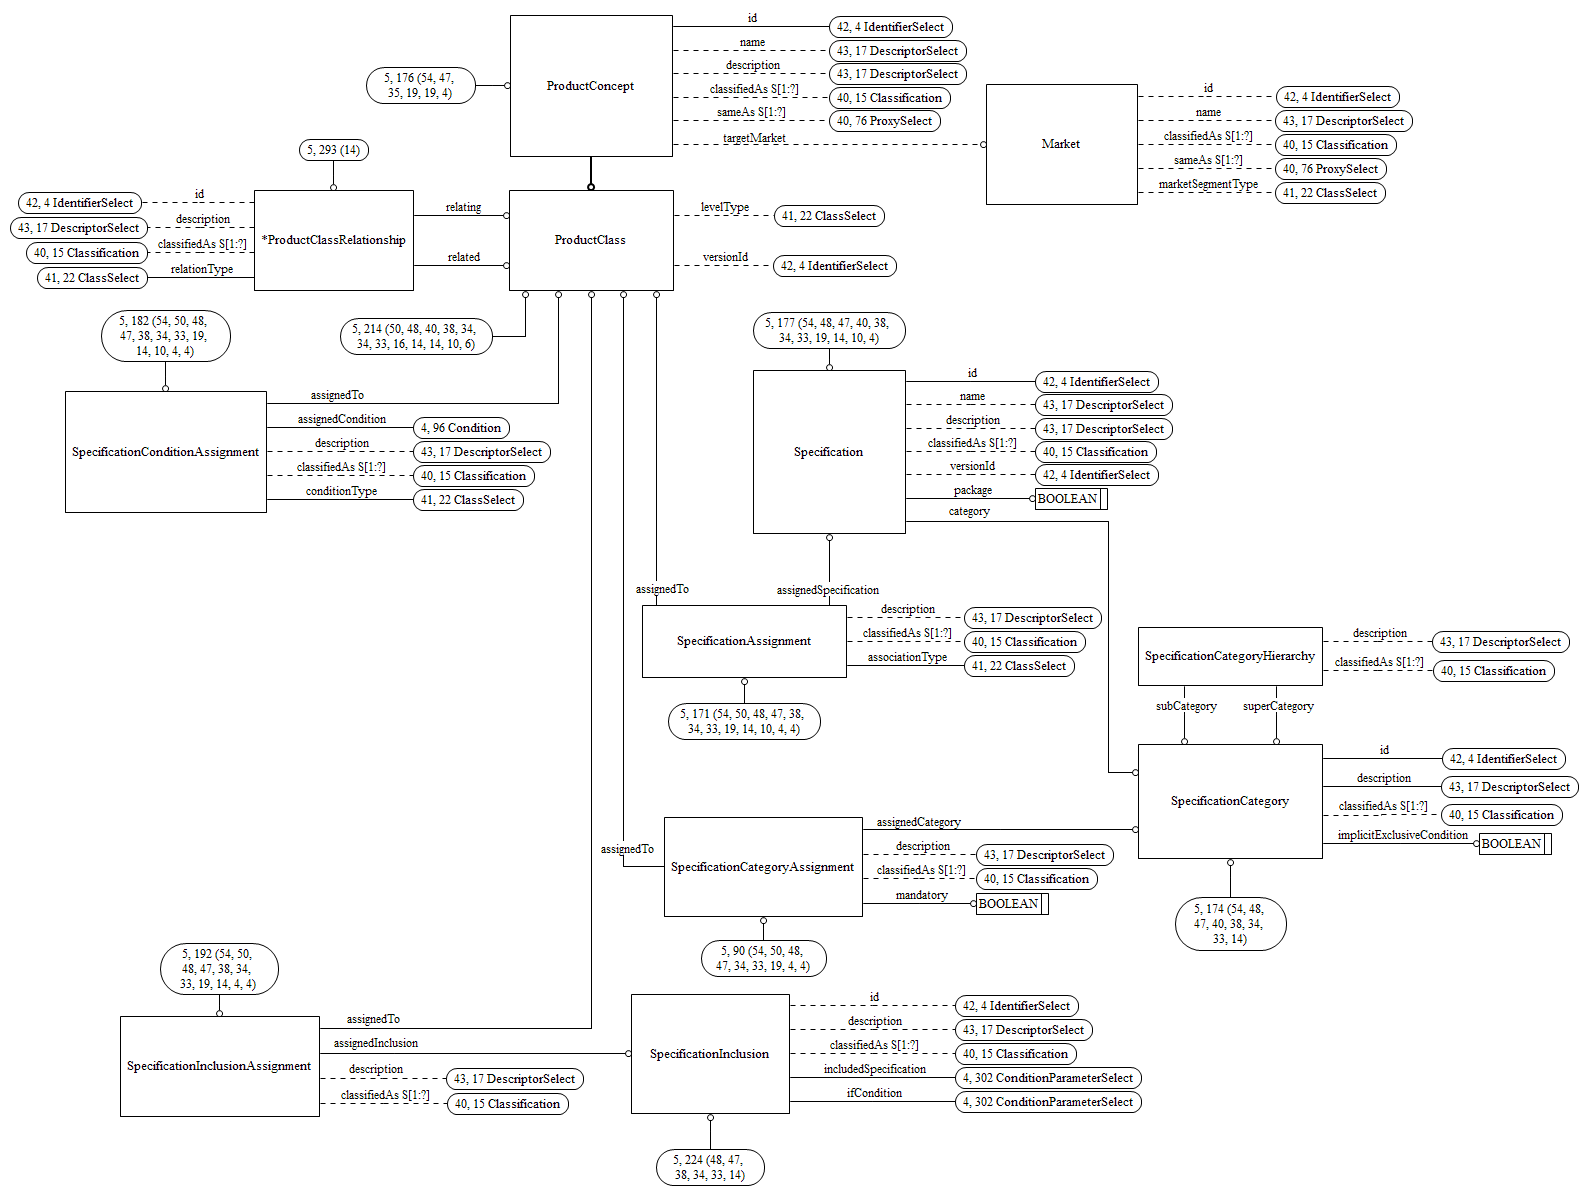 id
42, 4 IdentifierSelect
name
43, 17 DescriptorSelect
description
43, 17 DescriptorSelect
classifiedAs S[1:?]
40, 15 Classification
sameAs S[1:?]
40, 76 ProxySelect
targetMarket
ProductConcept
5, 176 (54, 47,
35, 19, 19, 4)
Market
id
42, 4 IdentifierSelect
name
43, 17 DescriptorSelect
classifiedAs S[1:?]
40, 15 Classification
sameAs S[1:?]
40, 76 ProxySelect
marketSegmentType
41, 22 ClassSelect
5, 293 (14)
id
42, 4 IdentifierSelect
description
43, 17 DescriptorSelect
classifiedAs S[1:?]
40, 15 Classification
relationType
41, 22 ClassSelect
*ProductClassRelationship
relating
related
ProductClass
levelType
41, 22 ClassSelect
versionId
42, 4 IdentifierSelect
5, 182 (54, 50, 48,
47, 38, 34, 33, 19,
14, 10, 4, 4)
5, 214 (50, 48, 40, 38, 34,
34, 33, 16, 14, 14, 10, 6)
5, 177 (54, 48, 47, 40, 38,
34, 33, 19, 14, 10, 4)
SpecificationConditionAssignment
assignedTo
assignedCondition
4, 96 Condition
description
43, 17 DescriptorSelect
classifiedAs S[1:?]
40, 15 Classification
conditionType
41, 22 ClassSelect
Specification
id
42, 4 IdentifierSelect
name
43, 17 DescriptorSelect
description
43, 17 DescriptorSelect
classifiedAs S[1:?]
40, 15 Classification
versionId
42, 4 IdentifierSelect
package
BOOLEAN
category
assignedTo
assignedSpecification
SpecificationAssignment
description
43, 17 DescriptorSelect
classifiedAs S[1:?]
40, 15 Classification
associationType
41, 22 ClassSelect
5, 171 (54, 50, 48, 47, 38,
34, 33, 19, 14, 10, 4, 4)
SpecificationCategoryHierarchy
description
43, 17 DescriptorSelect
classifiedAs S[1:?]
40, 15 Classification
subCategory
superCategory
SpecificationCategory
id
42, 4 IdentifierSelect
description
43, 17 DescriptorSelect
classifiedAs S[1:?]
40, 15 Classification
implicitExclusiveCondition
BOOLEAN
5, 174 (54, 48,
47, 40, 38, 34,
33, 14)
assignedTo
SpecificationCategoryAssignment
assignedCategory
description
43, 17 DescriptorSelect
classifiedAs S[1:?]
40, 15 Classification
mandatory
BOOLEAN
5, 90 (54, 50, 48,
47, 34, 33, 19, 4, 4)
5, 192 (54, 50,
48, 47, 38, 34,
33, 19, 14, 4, 4)
SpecificationInclusionAssignment
assignedTo
assignedInclusion
description
43, 17 DescriptorSelect
classifiedAs S[1:?]
40, 15 Classification
SpecificationInclusion
id
42, 4 IdentifierSelect
description
43, 17 DescriptorSelect
classifiedAs S[1:?]
40, 15 Classification
includedSpecification
4, 302 ConditionParameterSelect
ifCondition
4, 302 ConditionParameterSelect
5, 224 (48, 47,
38, 34, 33, 14)